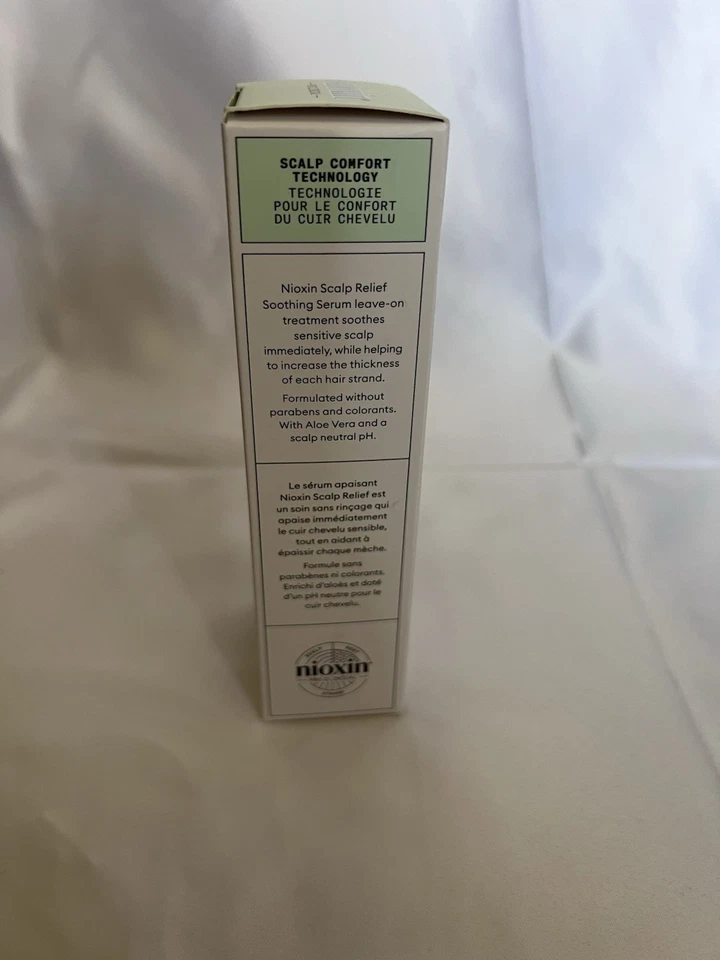 SCALP COMFORT
TECHNOLOGY
TECHNOLOGIE
POUR LE CONFORT
DU CUIR CHEVELU
Nioxin Scalp Relief
Soothing Serum leave-on
treatment soothes
sensitive scalp
immediately, while helping
to increase the thickness
of each hair strand.
Formulated without
parabens and colorants.
With Aloe Vera and a
scalp neutral pH.
Le sérum apaisant
Nioxin Scalp Relief est
un soin sans rinçage qui
apaise immédiatement
le cuir chevelu sensible,
tout en aidant à
épaissir chaque mèche.
Formule sans
parabènes ni colorants.
Enrichi d'aloès et doté
d'un pH neutre pour le
cuir chevelu.
SCALP
nioxin